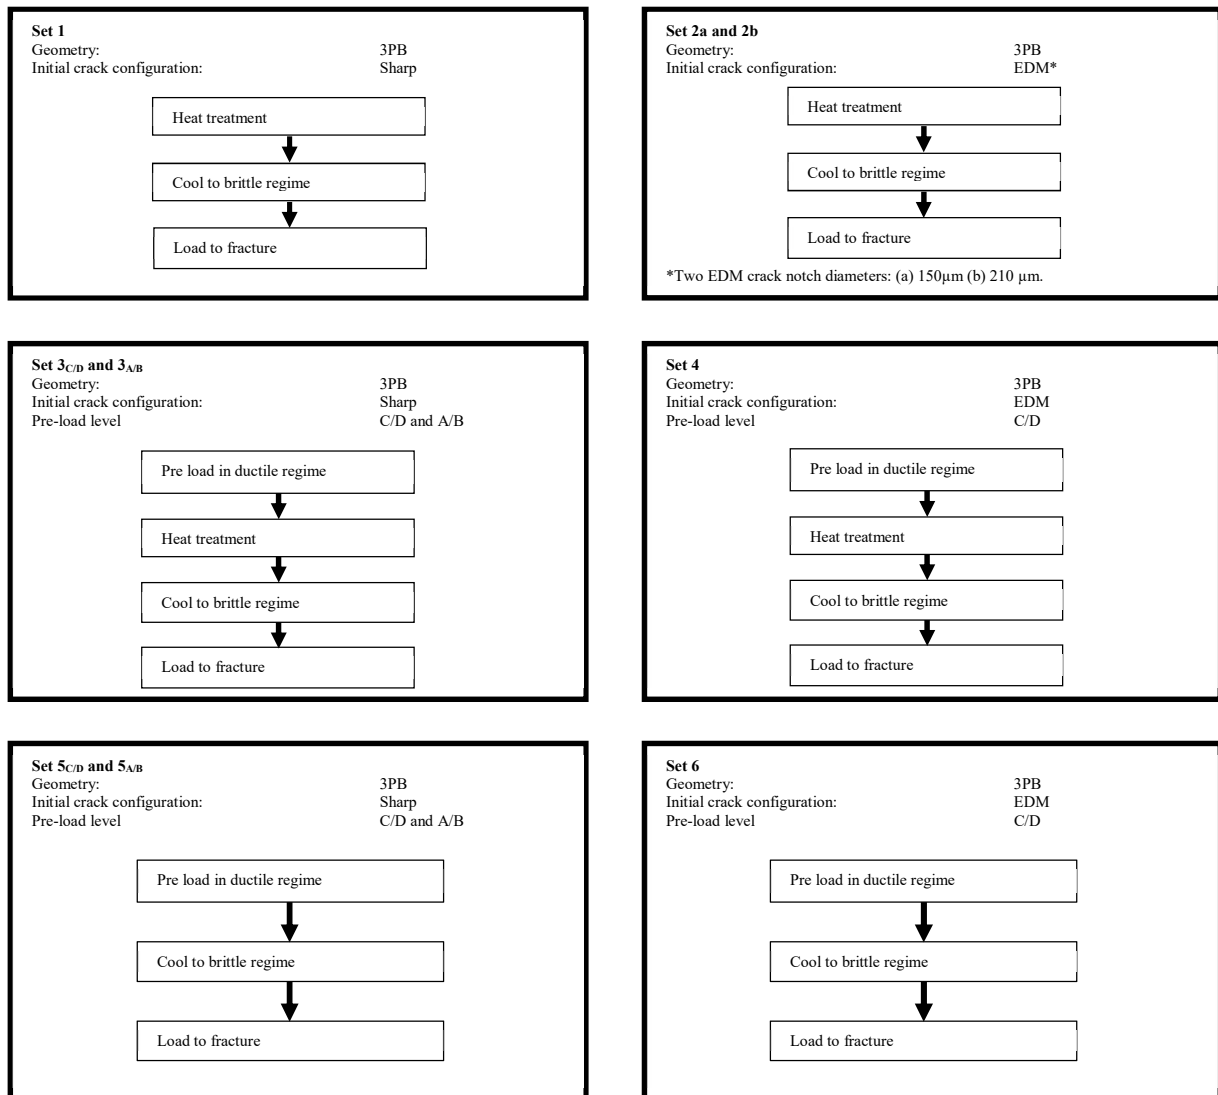 Set 1
Geometry: 3PB
Initial crack configuration: Sharp
Heat treatment
Cool to brittle regime
Load to fracture
Set 2a and 2b
Geometry: 3PB
Initial crack configuration: EDM*
Heat treatment
Cool to brittle regime
Load to fracture
*Two EDM crack notch diameters: (a) 150µm (b) 210 µm.
Set 3C/D and 3A/B
Geometry: 3PB
Initial crack configuration: Sharp
Pre-load level C/D and A/B
Pre load in ductile regime
Heat treatment
Cool to brittle regime
Load to fracture
Set 4
Geometry: 3PB
Initial crack configuration: EDM
Pre-load level C/D
Pre load in ductile regime
Heat treatment
Cool to brittle regime
Load to fracture
Set 5C/D and 5A/B
Geometry: 3PB
Initial crack configuration: Sharp
Pre-load level C/D and A/B
Pre load in ductile regime
Cool to brittle regime
Load to fracture
Set 6
Geometry: 3PB
Initial crack configuration: EDM
Pre-load level C/D
Pre load in ductile regime
Cool to brittle regime
Load to fracture